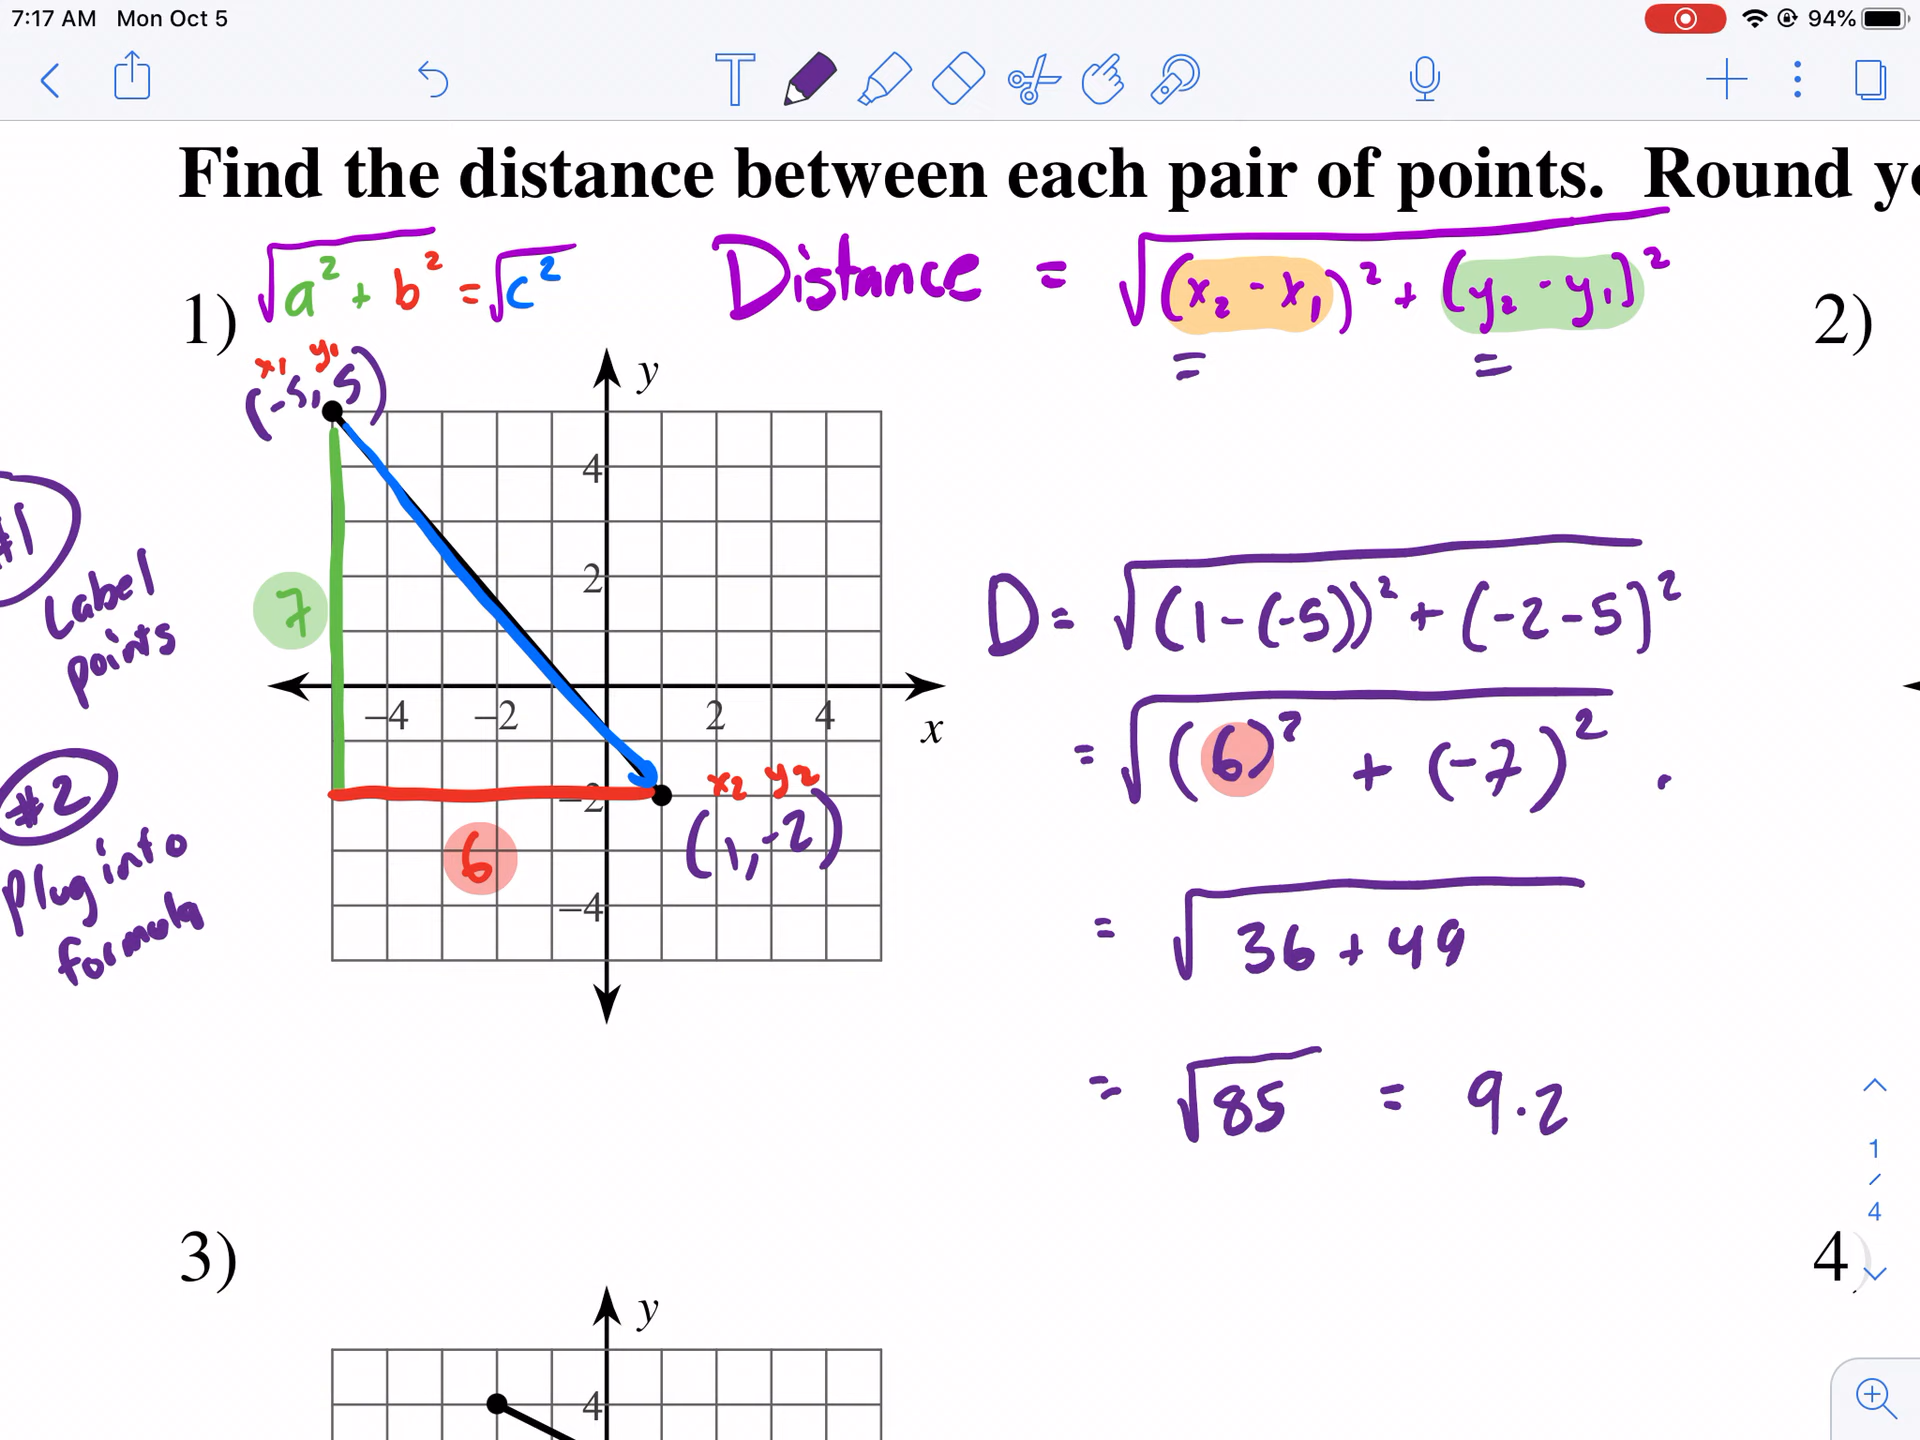 7:17 AM Mon Oct 5 94%
Find the distance between each pair of points. Round y
√a² + b² = √c²
Distance = √(x₂ - x₁)² + (y₂ - y₁)²
=
=
1)
2)
x₁ y₁
(-5, 5)
y
4
2
-4 -2 2 4
x
-2
-4
7
6
x₂ y₂
(1, -2)
#1
Label
points
#2
Plug into
formula
D = √(1-(-5))² + (-2-5)²
= √(6)² + (-7)² .
= √36 + 49
= √85 = 9.2
1
/
4
3)
4)
y
4